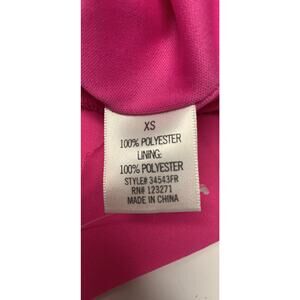 XS
100% POLYESTER
LINING:
100% POLYESTER
STYLE# 34543FR
RN# 123271
MADE IN CHINA